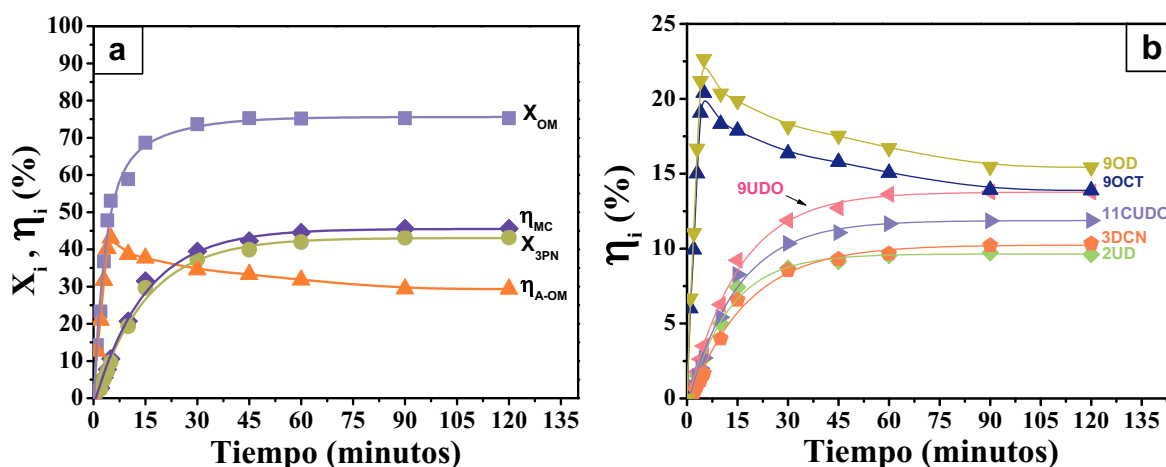 a
X_i , η_i (%)
100
90
80
70
60
50
40
30
20
10
0
X_OM
η_MC
X_3PN
η_A-OM
0 15 30 45 60 75 90 105 120 135
Tiempo (minutos)
b
η_i (%)
25
20
15
10
5
0
9OD
9OCT
9UDO
11CUDO
3DCN
2UD
0 15 30 45 60 75 90 105 120 135
Tiempo (minutos)